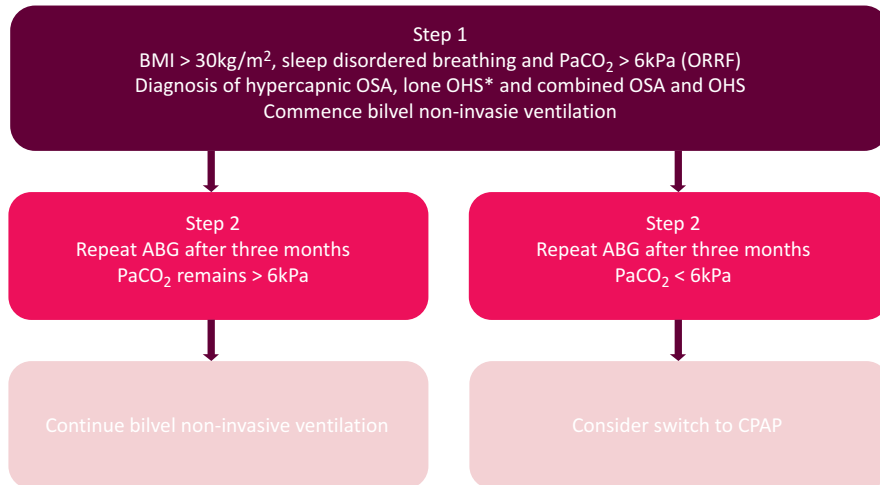 Step 1
BMI > 30kg/m², sleep disordered breathing and PaCO₂ > 6kPa (ORRF)
Diagnosis of hypercapnic OSA, lone OHS* and combined OSA and OHS
Commence bilvel non-invasie ventilation
Step 2
Repeat ABG after three months
PaCO₂ remains > 6kPa
Step 2
Repeat ABG after three months
PaCO₂ < 6kPa
Continue bilvel non-invasive ventilation
Consider switch to CPAP